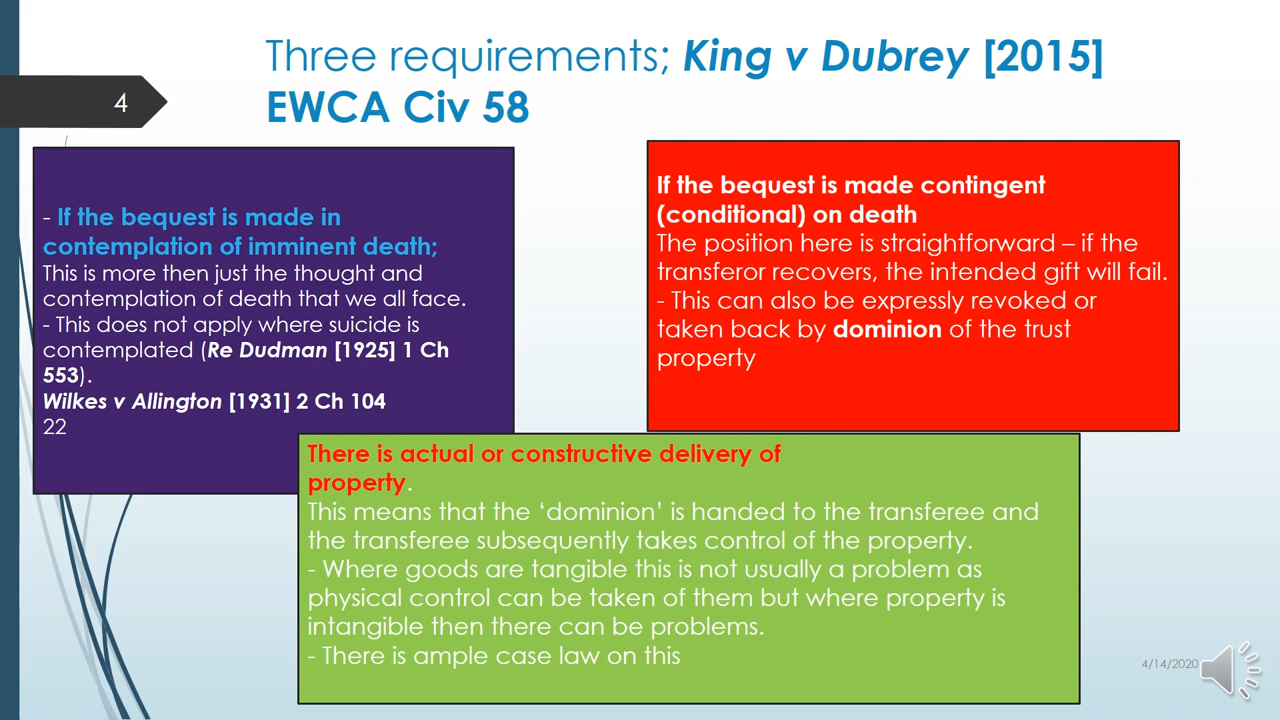 4
Three requirements; King v Dubrey [2015]
EWCA Civ 58
- If the bequest is made in
contemplation of imminent death;
This is more then just the thought and
contemplation of death that we all face.
- This does not apply where suicide is
contemplated (Re Dudman [1925] 1 Ch
553).
Wilkes v Allington [1931] 2 Ch 104
22
If the bequest is made contingent
(conditional) on death
The position here is straightforward – if the
transferor recovers, the intended gift will fail.
- This can also be expressly revoked or
taken back by dominion of the trust
property
There is actual or constructive delivery of
property.
This means that the ‘dominion’ is handed to the transferee and
the transferee subsequently takes control of the property.
- Where goods are tangible this is not usually a problem as
physical control can be taken of them but where property is
intangible then there can be problems.
- There is ample case law on this
4/14/2020